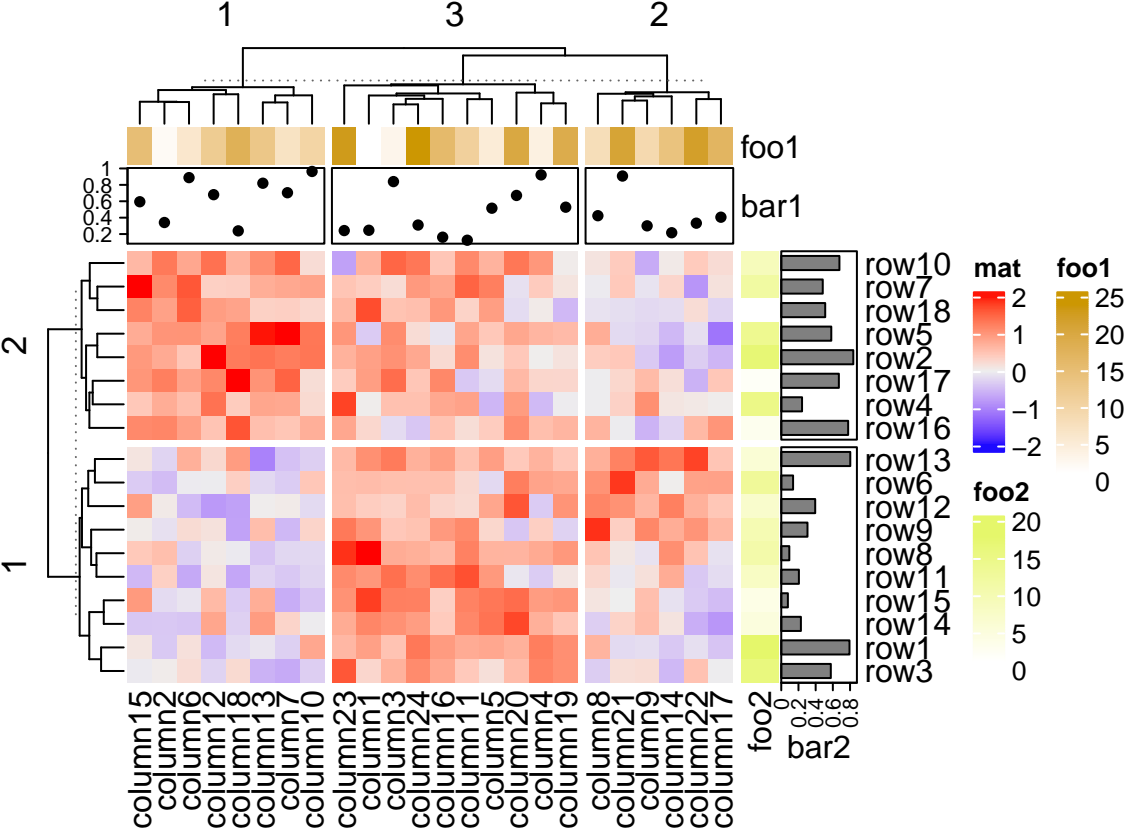 1 3 2
foo1
1
0.8
0.6
0.4
0.2
bar1
2
1
row10
row7
row18
row5
row2
row17
row4
row16
row13
row6
row12
row9
row8
row11
row15
row14
row1
row3
column15
column2
column6
column12
column18
column13
column7
column10
column23
column1
column3
column24
column16
column11
column5
column20
column4
column19
column8
column21
column9
column14
column22
column17
foo2
0
0.2
0.4
0.6
0.8
bar2
mat
2
1
0
−1
−2
foo1
25
20
15
10
5
0
foo2
20
15
10
5
0